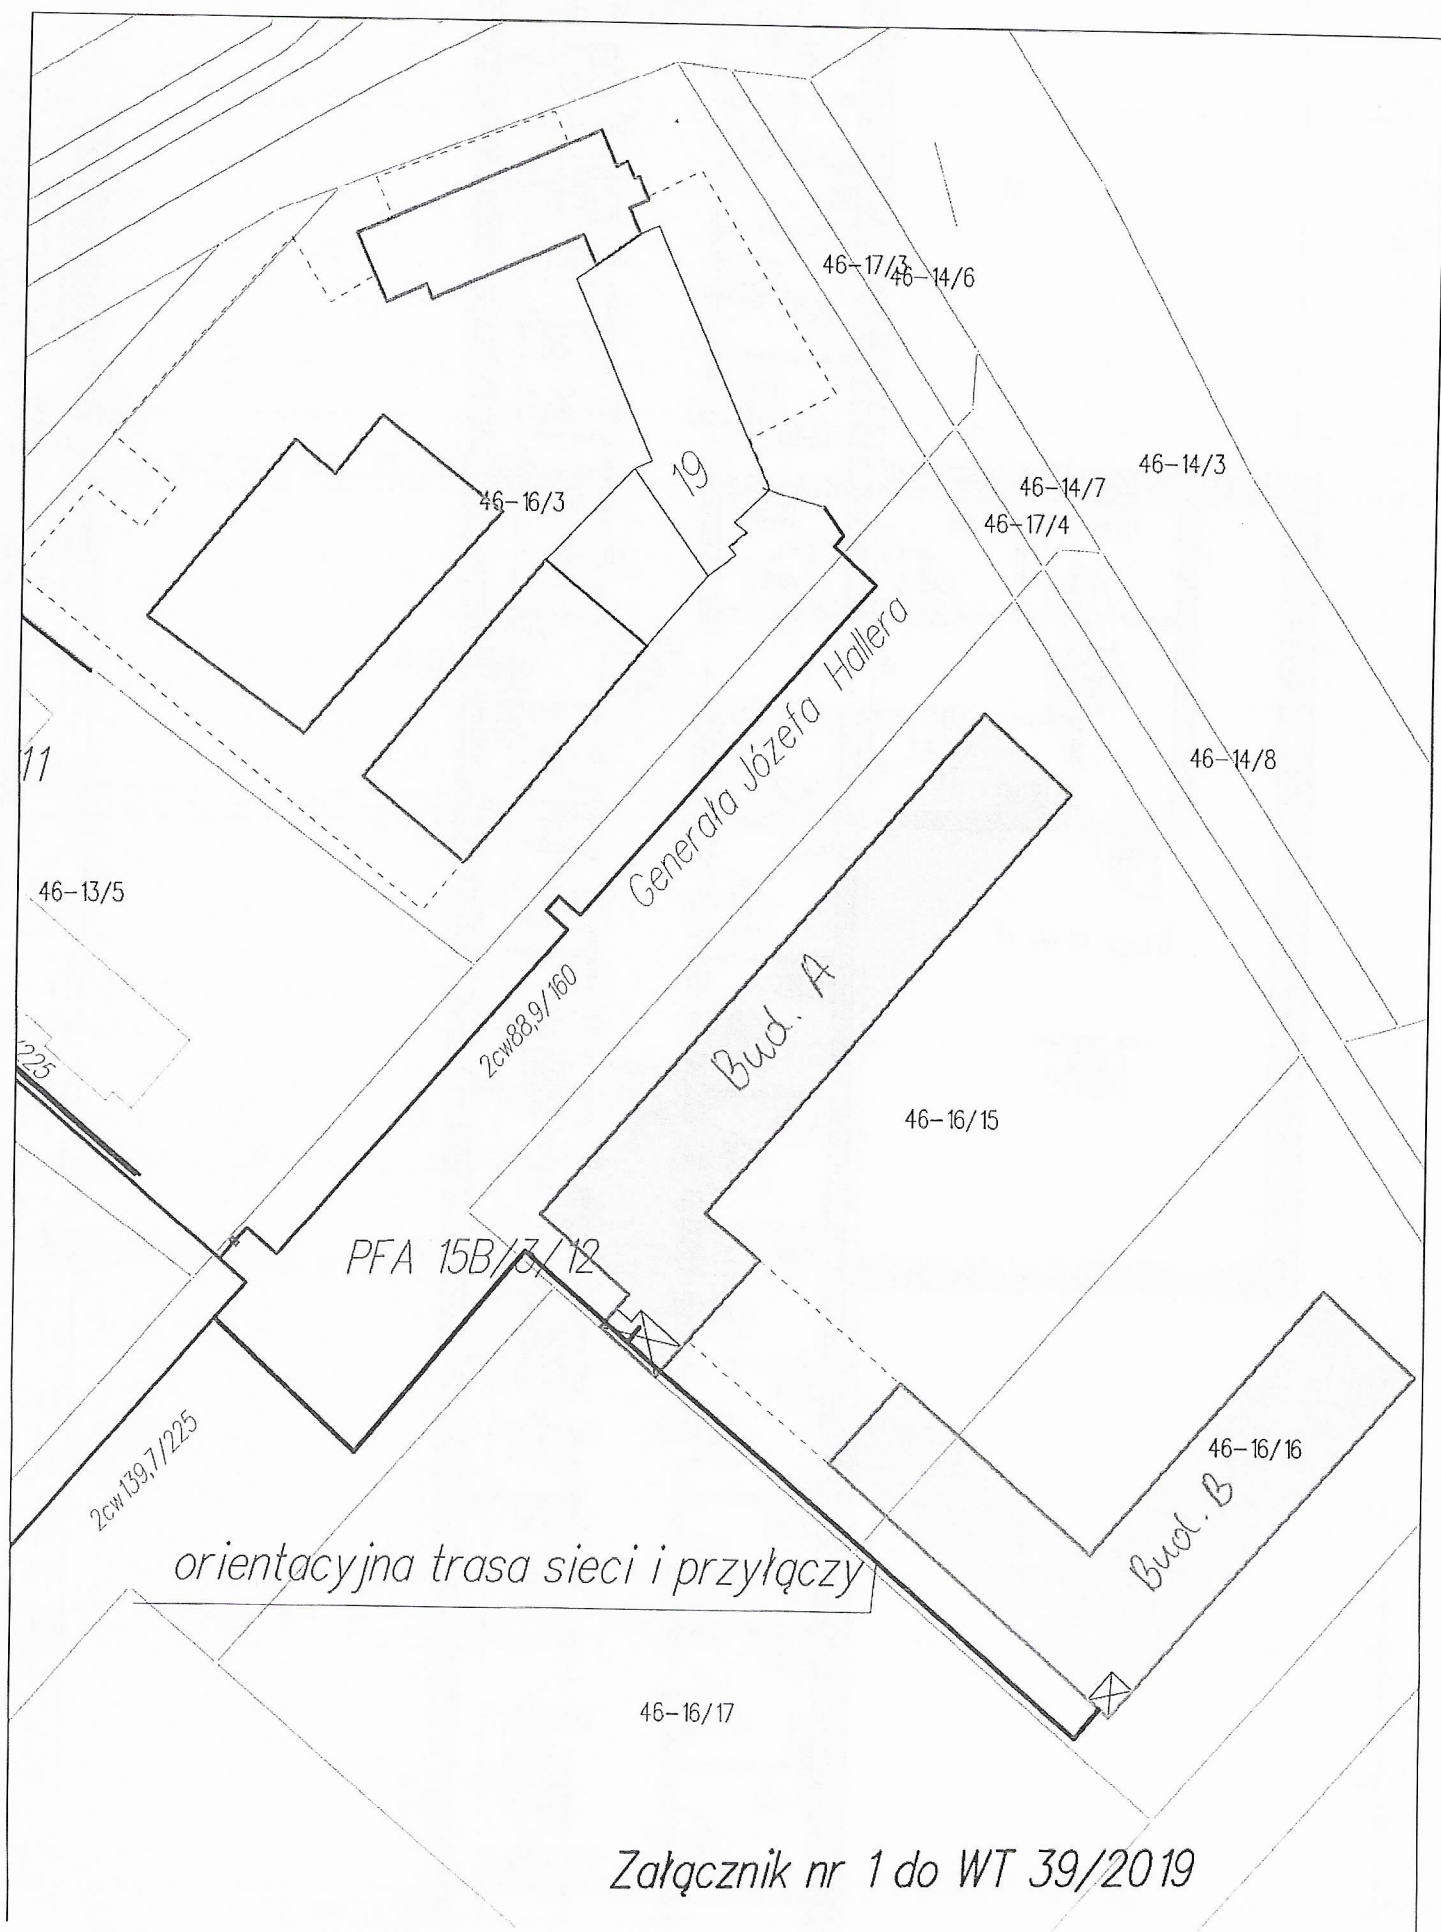 46-17/3
46-14/6
46-14/3
19
46-14/7
46-16/3
46-17/4
Generała Józefa Hallera
11
46-14/8
46-13/5
2cw88,9/160
Bud. A
/225
46-16/15
PFA 15B/3/12
2cw139,7/225
46-16/16
Bud. B
orientacyjna trasa sieci i przyłączy
46-16/17
Załącznik nr 1 do WT 39/2019